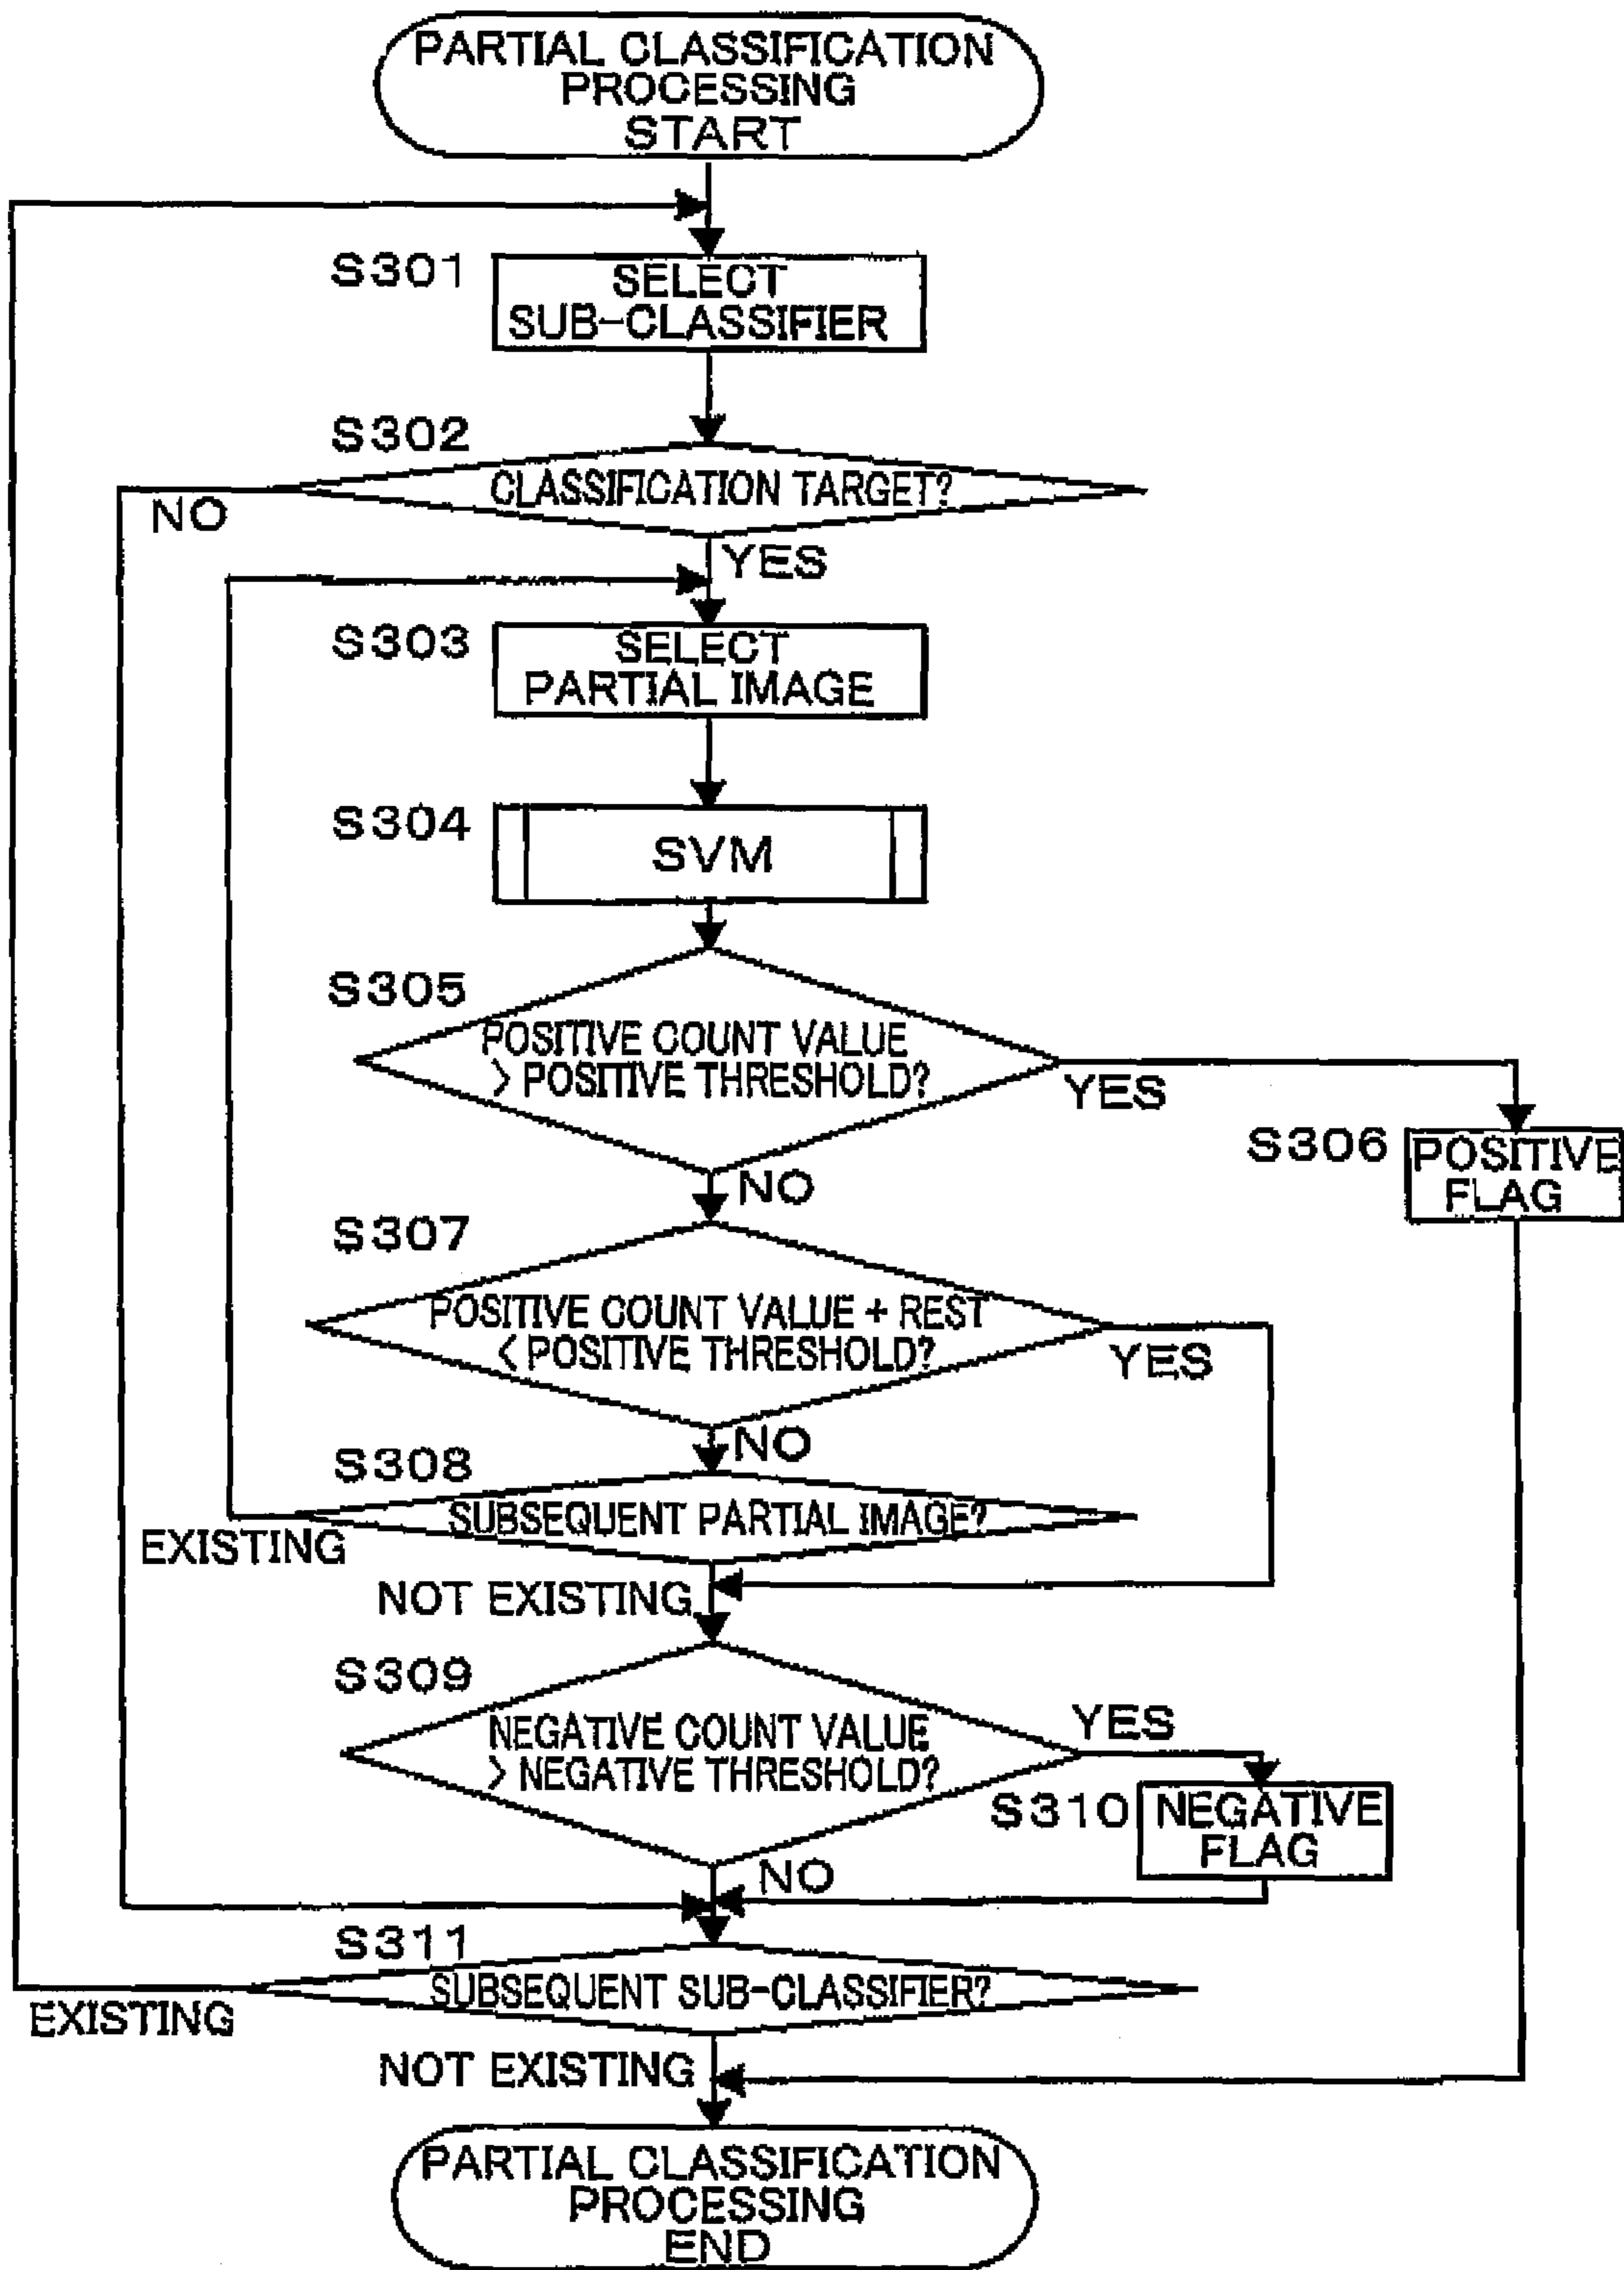 PARTIAL CLASSIFICATION
PROCESSING
START
S301
SELECT
SUB-CLASSIFIER
S302
CLASSIFICATION TARGET?
NO
YES
S303
SELECT
PARTIAL IMAGE
S304
SVM
S305
POSITIVE COUNT VALUE
> POSITIVE THRESHOLD?
YES
S306
POSITIVE
FLAG
NO
S307
POSITIVE COUNT VALUE + REST
< POSITIVE THRESHOLD?
YES
NO
S308
SUBSEQUENT PARTIAL IMAGE?
EXISTING
NOT EXISTING
S309
NEGATIVE COUNT VALUE
> NEGATIVE THRESHOLD?
YES
S310
NEGATIVE
FLAG
NO
S311
SUBSEQUENT SUB-CLASSIFIER?
EXISTING
NOT EXISTING
PARTIAL CLASSIFICATION
PROCESSING
END